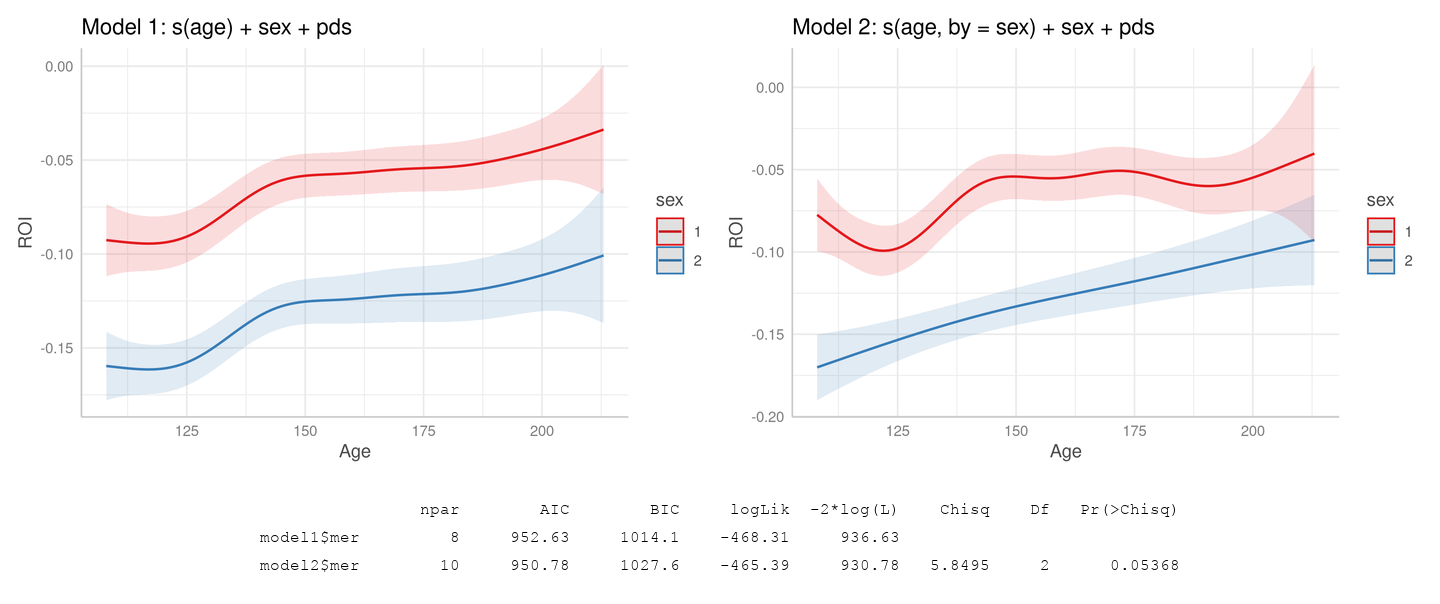 Model 1: s(age) + sex + pds
0.00
-0.05
-0.10
-0.15
ROI
125 150 175 200
Age
sex
1
2
Model 2: s(age, by = sex) + sex + pds
0.00
-0.05
-0.10
-0.15
-0.20
ROI
125 150 175 200
Age
sex
1
2
npar AIC BIC logLik -2*log(L) Chisq Df Pr(>Chisq)
model1$mer 8 952.63 1014.1 -468.31 936.63
model2$mer 10 950.78 1027.6 -465.39 930.78 5.8495 2 0.05368